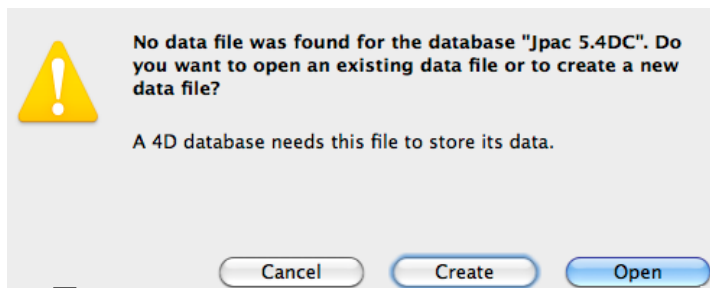 No data file was found for the database "Jpac 5.4DC". Do
you want to open an existing data file or to create a new
data file?
A 4D database needs this file to store its data.
Cancel Create Open